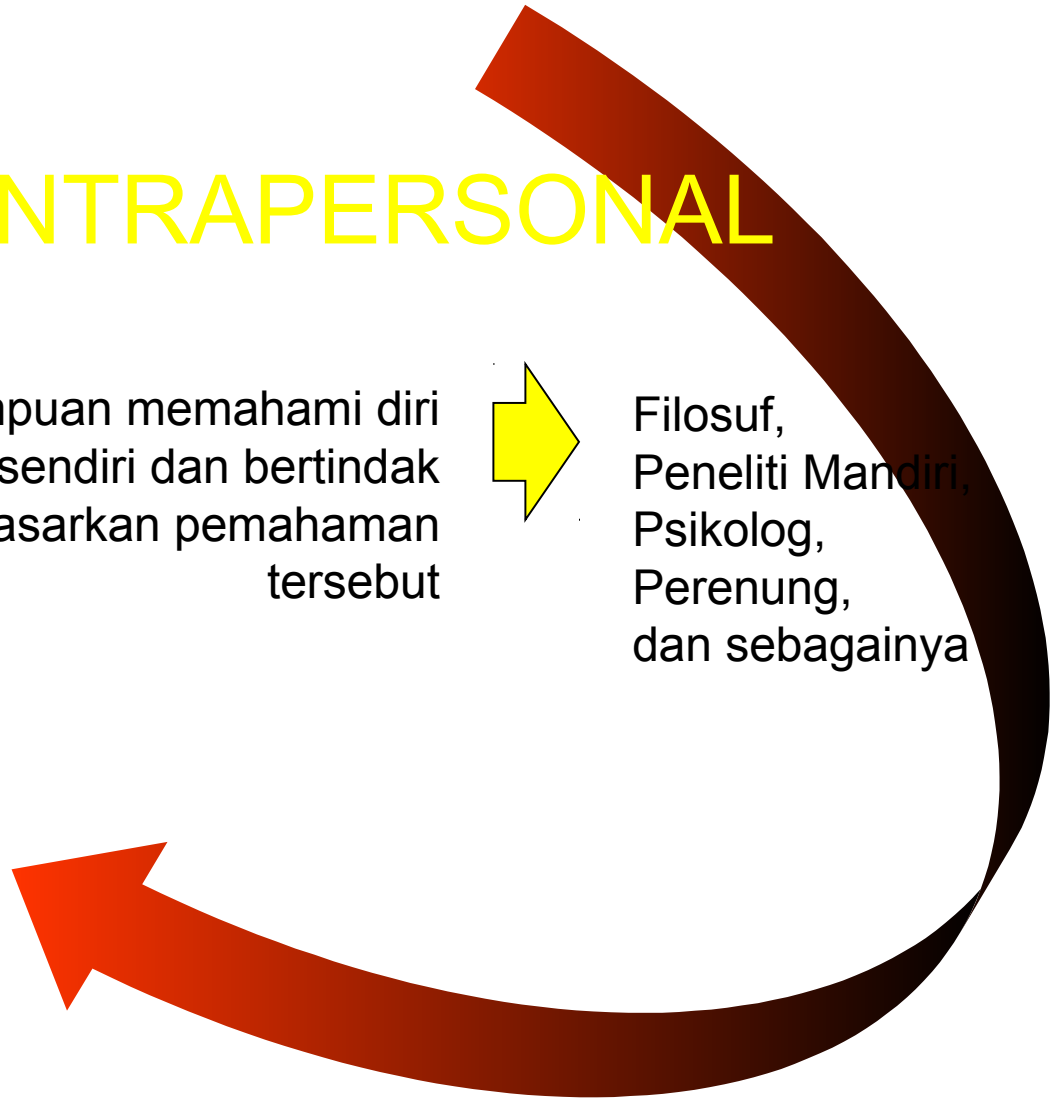 NTRAPERSONAL
puan memahami diri
sendiri dan bertindak
asarkan pemahaman
tersebut
Filosuf,
Peneliti Mandiri,
Psikolog,
Perenung,
dan sebagainya